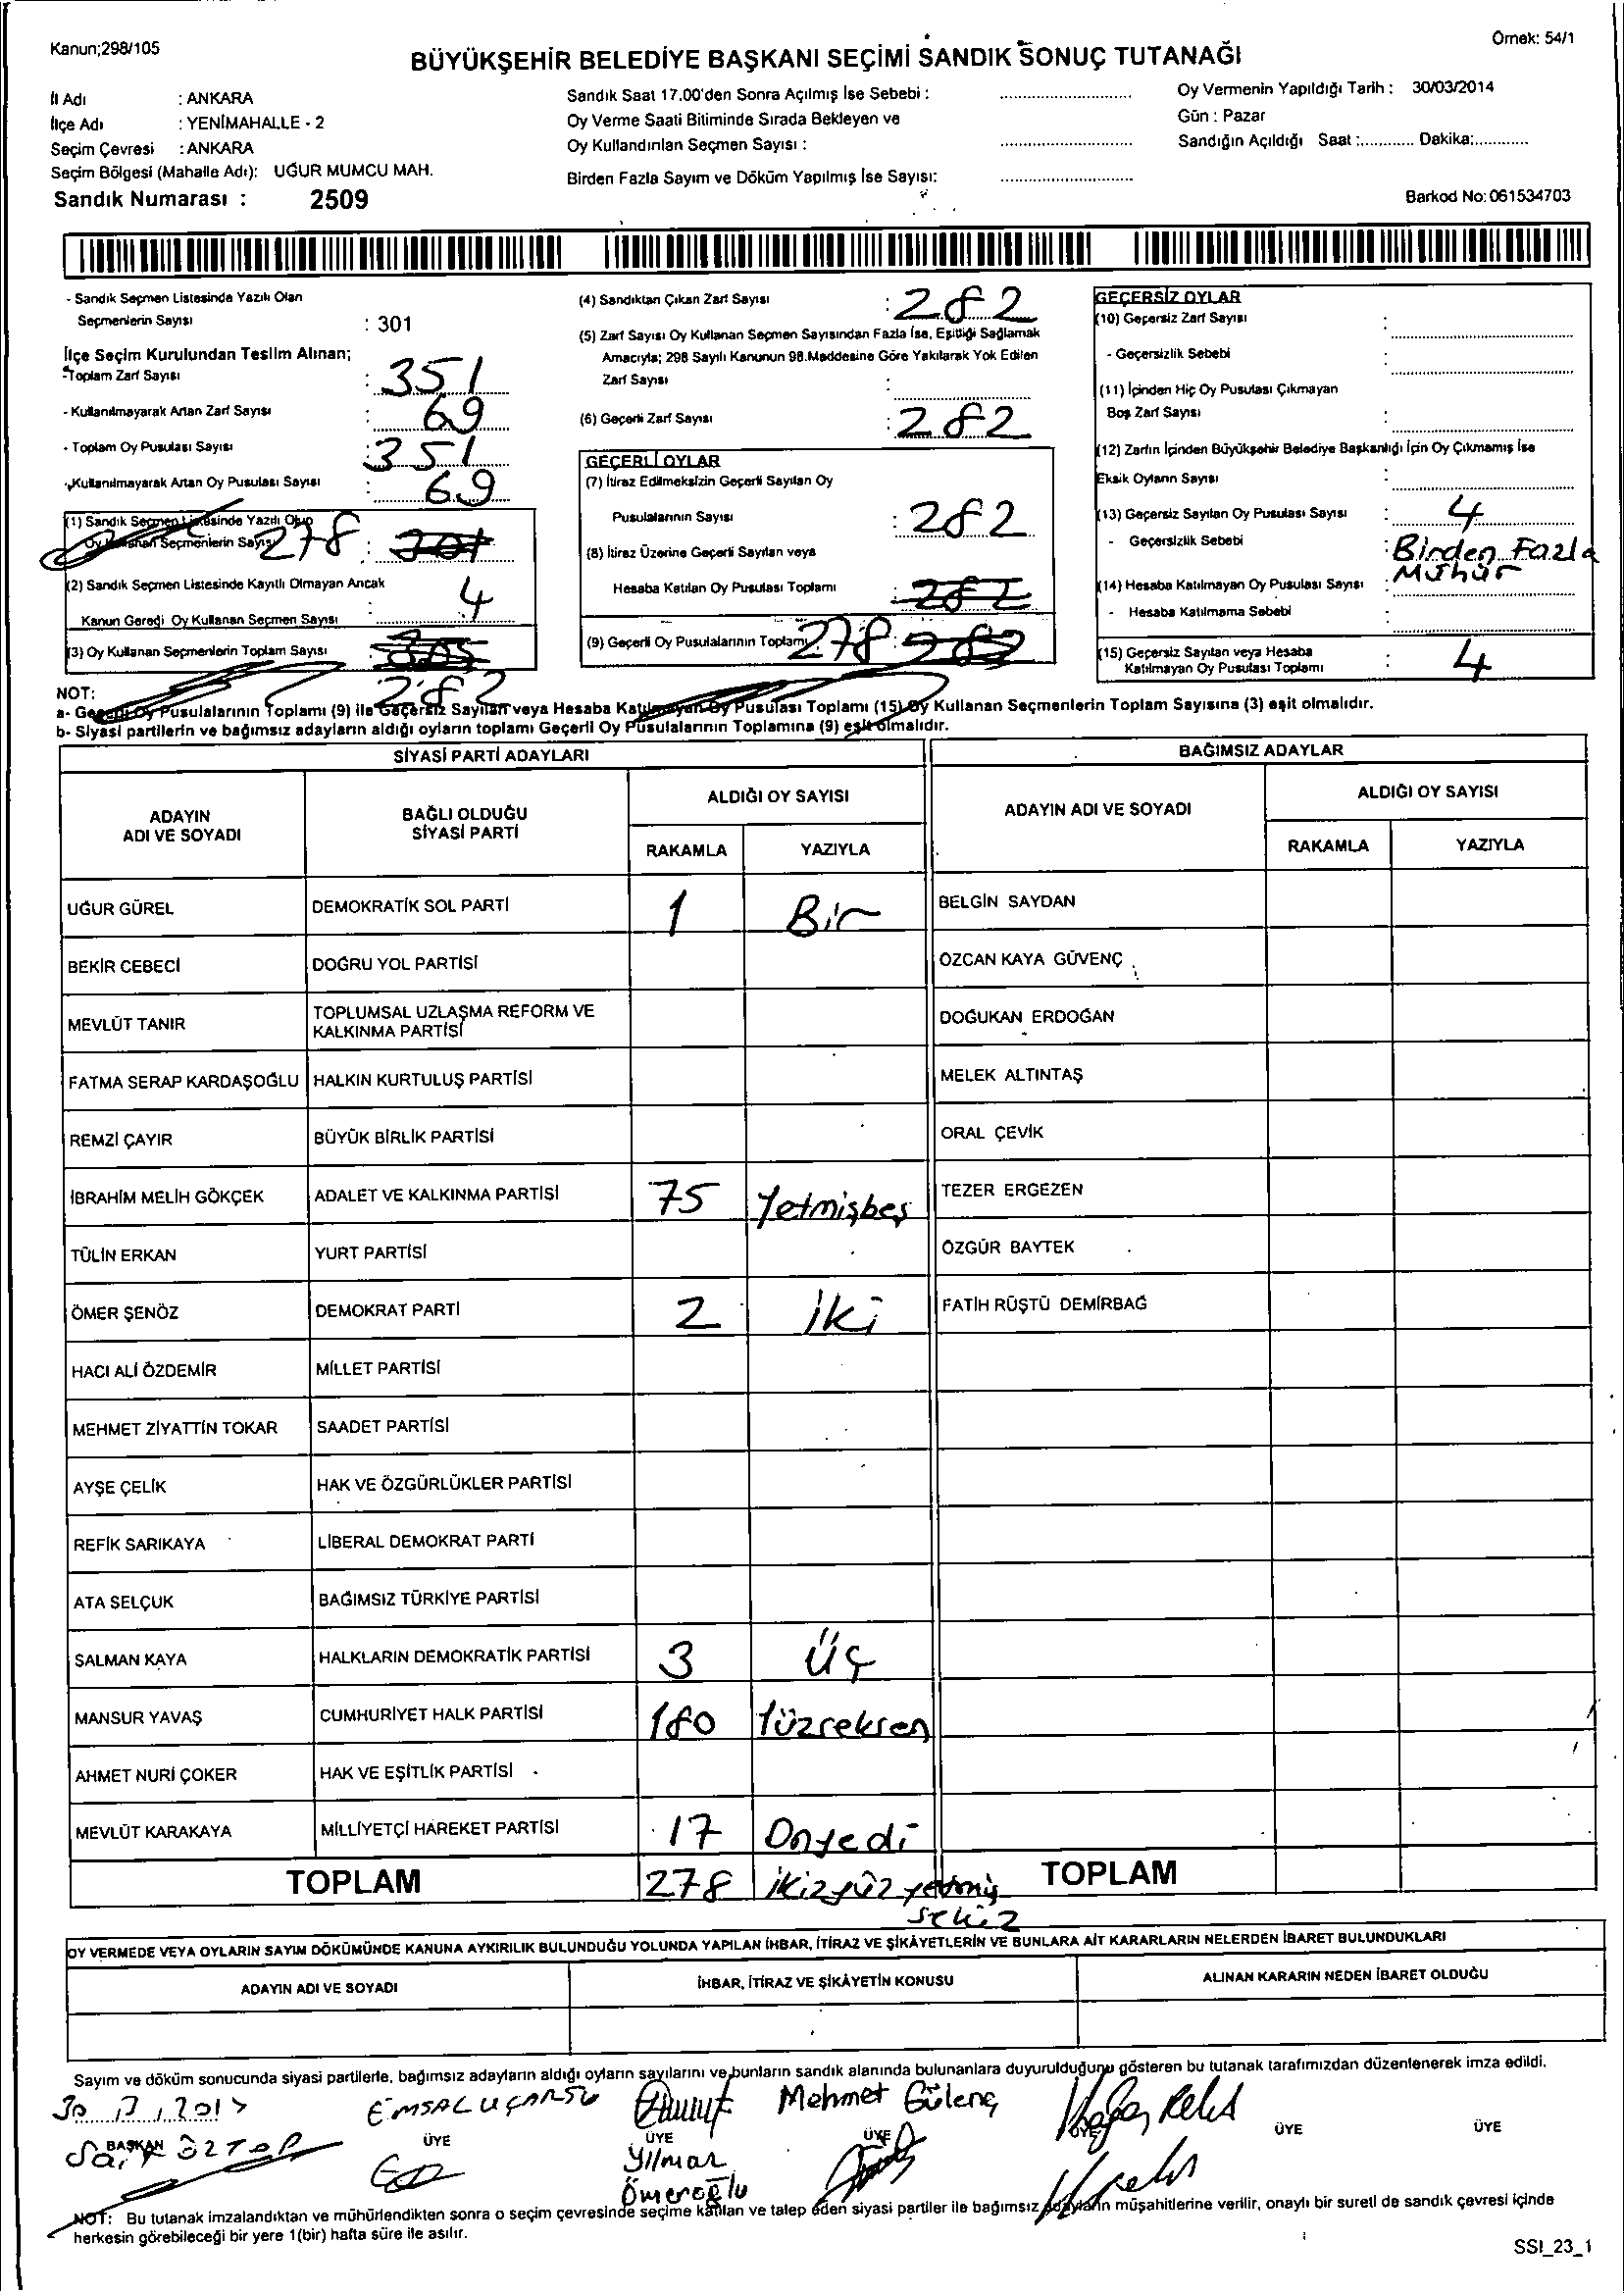 Kanun;298/105
Örnek: 54/1
BÜYÜKŞEHİR BELEDİYE BAŞKANI SEÇİMİ SANDIK SONUÇ TUTANAĞI
İl Adı : ANKARA
İlçe Adı : YENİMAHALLE - 2
Seçim Çevresi : ANKARA
Seçim Bölgesi (Mahalle Adı): UĞUR MUMCU MAH.
Sandık Numarası : 2509
Sandık Saat 17.00'den Sonra Açılmış İse Sebebi :
Oy Verme Saati Bitiminde Sırada Bekleyen ve
Oy Kullandırılan Seçmen Sayısı :
Birden Fazla Sayım ve Döküm Yapılmış İse Sayısı:
Oy Vermenin Yapıldığı Tarih : 30/03/2014
Gün : Pazar
Sandığın Açıldığı Saat :............ Dakika:............
Barkod No: 061534703
- Sandık Seçmen Listesinde Yazılı Olan
Seçmenlerin Sayısı : 301
İlçe Seçim Kurulundan Teslim Alınan;
-Toplam Zarf Sayısı : 351
- Kullanılmayarak Artan Zarf Sayısı : 69
- Toplam Oy Pusulası Sayısı : 351
- Kullanılmayarak Artan Oy Pusulası Sayısı : 69
(1) Sandık Seçmen Listesinde Yazılı Olup
Oy Kullanan Seçmenlerin Sayısı 278 :
(2) Sandık Seçmen Listesinde Kayıtlı Olmayan Ancak
Kanun Gereği Oy Kullanan Seçmen Sayısı : 4
(3) Oy Kullanan Seçmenlerin Toplam Sayısı
282
(4) Sandıktan Çıkan Zarf Sayısı : 282
(5) Zarf Sayısı Oy Kullanan Seçmen Sayısından Fazla İse, Eşitliği Sağlamak
Amacıyla; 298 Sayılı Kanunun 98.Maddesine Göre Yakılarak Yok Edilen
Zarf Sayısı :
(6) Geçerli Zarf Sayısı : 282
GEÇERLİ OYLAR
(7) İtiraz Edilmeksizin Geçerli Sayılan Oy
Pusulalarının Sayısı : 282
(8) İtiraz Üzerine Geçerli Sayılan veya
Hesaba Katılan Oy Pusulası Toplamı : 282
(9) Geçerli Oy Pusulalarının Toplamı 278 : 282
GEÇERSİZ OYLAR
(10) Geçersiz Zarf Sayısı :
- Geçersizlik Sebebi :
(11) İçinden Hiç Oy Pusulası Çıkmayan
Boş Zarf Sayısı :
(12) Zarfın İçinden Büyükşehir Belediye Başkanlığı İçin Oy Çıkmamış İse
Eksik Oyların Sayısı :
(13) Geçersiz Sayılan Oy Pusulası Sayısı : 4
- Geçersizlik Sebebi : Birden Fazla
Mühür
(14) Hesaba Katılmayan Oy Pusulası Sayısı :
- Hesaba Katılmama Sebebi
(15) Geçersiz Sayılan veya Hesaba
Katılmayan Oy Pusulası Toplamı : 4
NOT:
a- Geçerli Oy Pusulalarının Toplamı (9) ile Geçersiz Sayılan veya Hesaba Katılmayan Oy Pusulası Toplamı (15) Oy Kullanan Seçmenlerin Toplam Sayısına (3) eşit olmalıdır.
b- Siyasi partilerin ve bağımsız adayların aldığı oyların toplamı Geçerli Oy Pusulalarının Toplamına (9) eşit olmalıdır.
SİYASİ PARTİ ADAYLARI
BAĞIMSIZ ADAYLAR
ADAYIN
ADI VE SOYADI
BAĞLI OLDUĞU
SİYASİ PARTİ
ALDIĞI OY SAYISI
RAKAMLA YAZIYLA
ADAYIN ADI VE SOYADI
ALDIĞI OY SAYISI
RAKAMLA YAZIYLA
UĞUR GÜREL DEMOKRATİK SOL PARTİ 1 Bir BELGİN SAYDAN
BEKİR CEBECİ DOĞRU YOL PARTİSİ ÖZCAN KAYA GÜVENÇ
MEVLÜT TANIR TOPLUMSAL UZLAŞMA REFORM VE
KALKINMA PARTİSİ DOĞUKAN ERDOĞAN
FATMA SERAP KARDAŞOĞLU HALKIN KURTULUŞ PARTİSİ MELEK ALTINTAŞ
REMZİ ÇAYIR BÜYÜK BİRLİK PARTİSİ ORAL ÇEVİK
İBRAHİM MELİH GÖKÇEK ADALET VE KALKINMA PARTİSİ 75 Yetmişbeş TEZER ERGEZEN
TÜLİN ERKAN YURT PARTİSİ ÖZGÜR BAYTEK
ÖMER ŞENÖZ DEMOKRAT PARTİ 2 iki FATİH RÜŞTÜ DEMİRBAĞ
HACI ALİ ÖZDEMİR MİLLET PARTİSİ
MEHMET ZİYATTİN TOKAR SAADET PARTİSİ
AYŞE ÇELİK HAK VE ÖZGÜRLÜKLER PARTİSİ
REFİK SARIKAYA LİBERAL DEMOKRAT PARTİ
ATA SELÇUK BAĞIMSIZ TÜRKİYE PARTİSİ
SALMAN KAYA HALKLARIN DEMOKRATİK PARTİSİ 3 üç
MANSUR YAVAŞ CUMHURİYET HALK PARTİSİ 180 Yüzseksen
AHMET NURİ ÇOKER HAK VE EŞİTLİK PARTİSİ
MEVLÜT KARAKAYA MİLLİYETÇİ HAREKET PARTİSİ 17 Onyedi
TOPLAM 278 ikizyüz yetmiş
sekiz
TOPLAM
OY VERMEDE VEYA OYLARIN SAYIM DÖKÜMÜNDE KANUNA AYKIRILIK BULUNDUĞU YOLUNDA YAPILAN İHBAR, İTİRAZ VE ŞİKÂYETLERİN VE BUNLARA AİT KARARLARIN NELERDEN İBARET BULUNDUKLARI
ADAYIN ADI VE SOYADI İHBAR, İTİRAZ VE ŞİKÂYETİN KONUSU ALINAN KARARIN NEDEN İBARET OLDUĞU
Sayım ve döküm sonucunda siyasi partilerle, bağımsız adayların aldığı oyların sayılarını ve bunların sandık alanında bulunanlara duyurulduğunu gösteren bu tutanak tarafımızdan düzenlenerek imza edildi.
EMSAL UÇARSU Mehmet Gülenç
BAŞKAN ÜYE ÜYE ÜYE ÜYE ÜYE ÜYE
Yılmaz
Ömeroğlu
NOT: Bu tutanak imzalandıktan ve mühürlendikten sonra o seçim çevresinde seçime katılan ve talep eden siyasi partiler ile bağımsız adayların müşahitlerine verilir, onaylı bir sureti de sandık çevresi içinde
herkesin görebileceği bir yere 1(bir) hafta süre ile asılır.
SSI_23_1